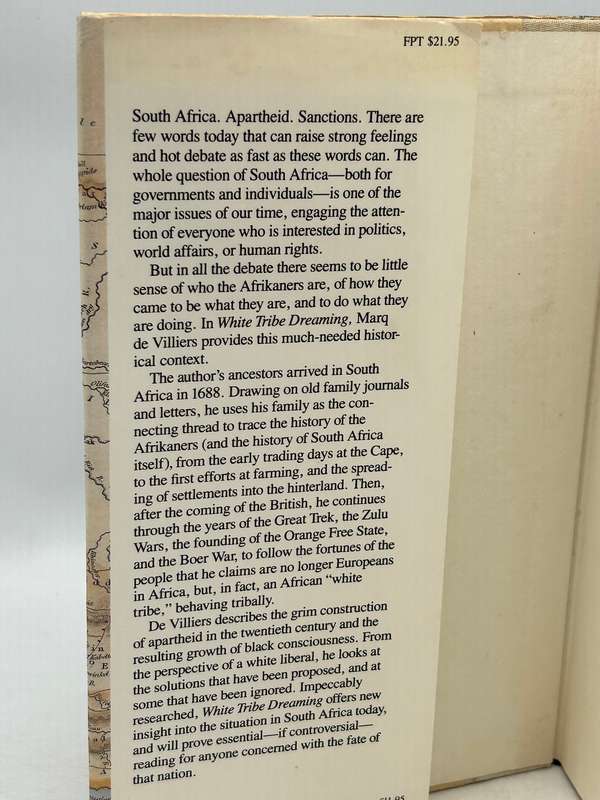 FPT $21.95
South Africa. Apartheid. Sanctions. There are
few words today that can raise strong feelings
and hot debate as fast as these words can. The
whole question of South Africa—both for
governments and individuals—is one of the
major issues of our time, engaging the atten-
tion of everyone who is interested in politics,
world affairs, or human rights.
But in all the debate there seems to be little
sense of who the Afrikaners are, of how they
came to be what they are, and to do what they
are doing. In White Tribe Dreaming, Marq
de Villiers provides this much-needed histor-
ical context.
The author's ancestors arrived in South
Africa in 1688. Drawing on old family journals
and letters, he uses his family as the con-
necting thread to trace the history of the
Afrikaners (and the history of South Africa
itself), from the early trading days at the Cape,
to the first efforts at farming, and the spread-
ing of settlements into the hinterland. Then,
after the coming of the British, he continues
through the years of the Great Trek, the Zulu
Wars, the founding of the Orange Free State,
and the Boer War, to follow the fortunes of the
people that he claims are no longer Europeans
in Africa, but, in fact, an African "white
tribe," behaving tribally.
De Villiers describes the grim construction
of apartheid in the twentieth century and the
resulting growth of black consciousness. From
the perspective of a white liberal, he looks at
the solutions that have been proposed, and at
some that have been ignored. Impeccably
researched, White Tribe Dreaming offers new
insight into the situation in South Africa today,
and will prove essential—if controversial—
reading for anyone concerned with the fate of
that nation.